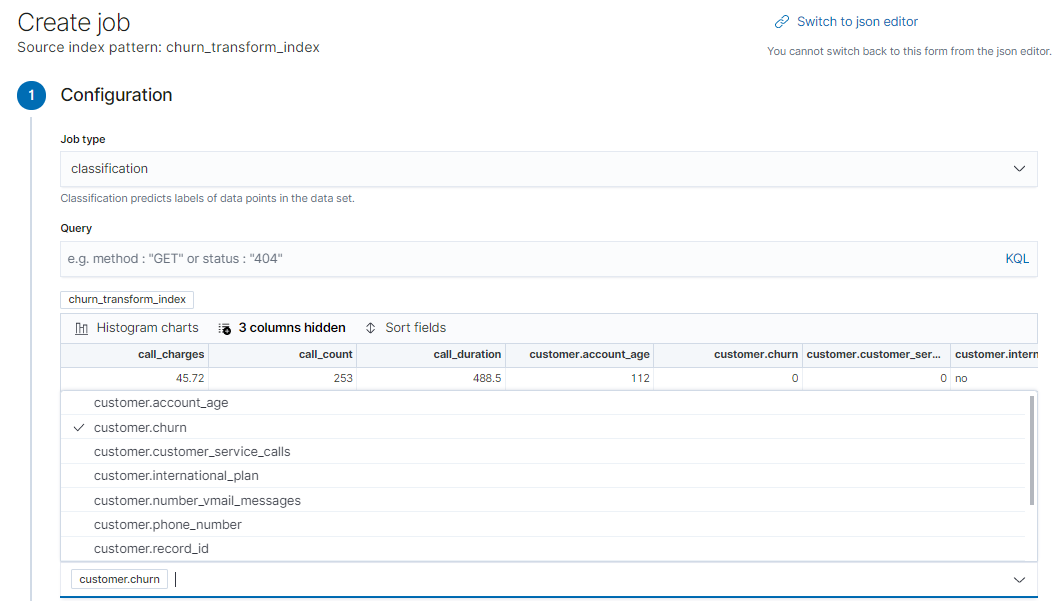 Create job
Switch to json editor
Source index pattern: churn_transform_index
You cannot switch back to this form from the json editor.
1 Configuration
Job type
classification
Classification predicts labels of data points in the data set.
Query
e.g. method : "GET" or status : "404" KQL
churn_transform_index
Histogram charts 3 columns hidden Sort fields
call_charges call_count call_duration customer.account_age customer.churn customer.customer_ser... customer.intern
45.72 253 488.5 112 0 0 no
customer.account_age
customer.churn
customer.customer_service_calls
customer.international_plan
customer.number_vmail_messages
customer.phone_number
customer.record_id
customer.churn